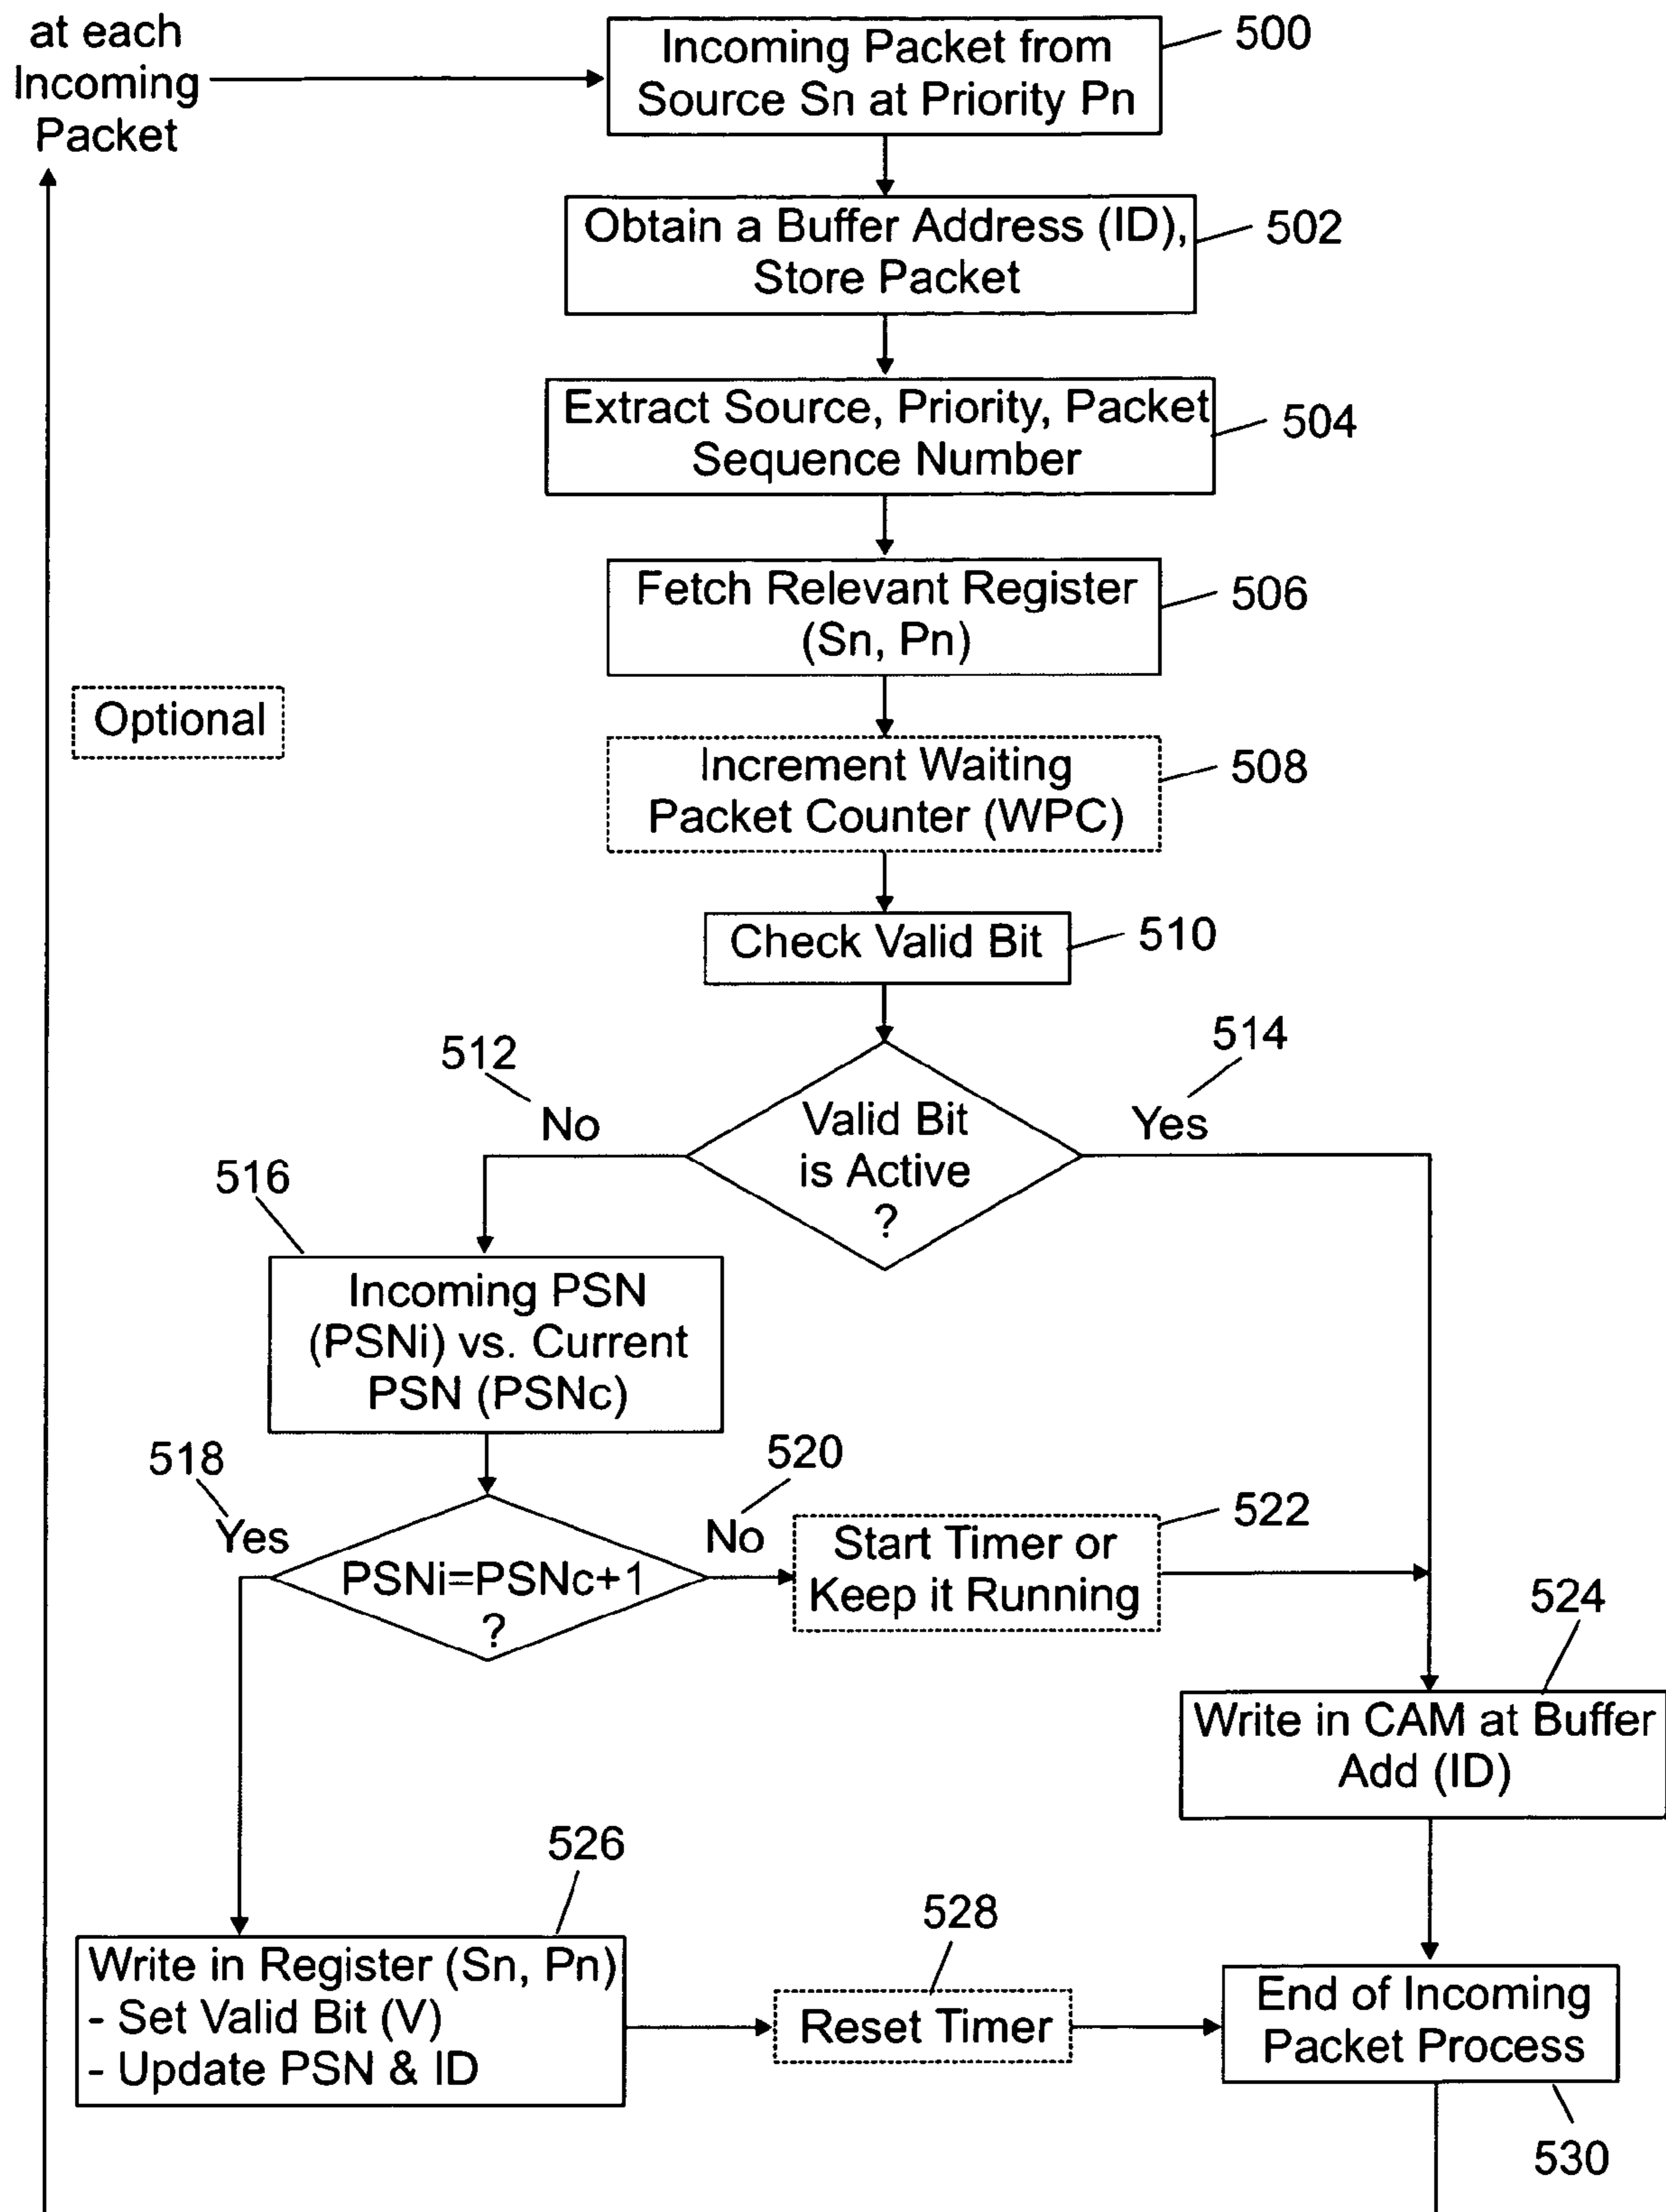 at each
Incoming
Packet
Incoming Packet from
Source Sn at Priority Pn
500
Obtain a Buffer Address (ID),
Store Packet
502
Extract Source, Priority, Packet
Sequence Number
504
Fetch Relevant Register
(Sn, Pn)
506
Optional
Increment Waiting
Packet Counter (WPC)
508
Check Valid Bit
510
512
No
Valid Bit
is Active
?
514
Yes
516
Incoming PSN
(PSNi) vs. Current
PSN (PSNc)
518
Yes
PSNi=PSNc+1
?
520
No
Start Timer or
Keep it Running
522
524
Write in CAM at Buffer
Add (ID)
526
Write in Register (Sn, Pn)
- Set Valid Bit (V)
- Update PSN & ID
528
Reset Timer
End of Incoming
Packet Process
530